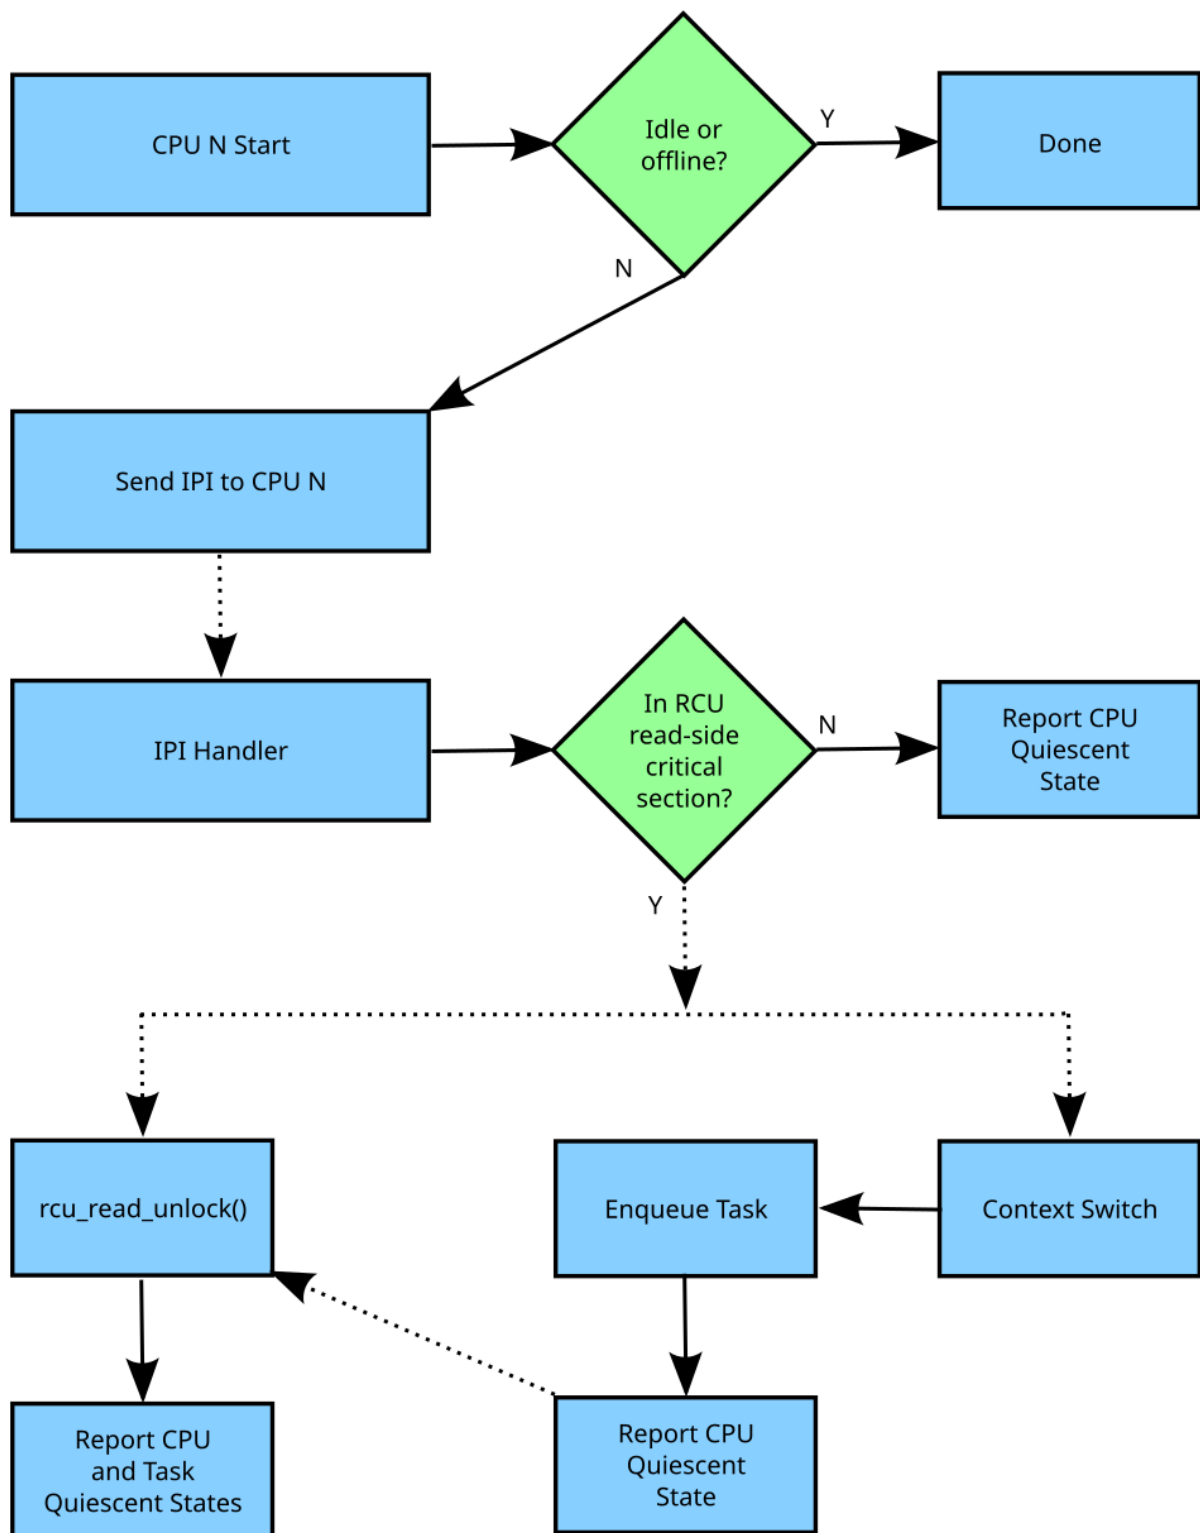 CPU N Start
Idle or
offline?
Y
Done
N
Send IPI to CPU N
IPI Handler
In RCU
read-side
critical
section?
N
Report CPU
Quiescent
State
Y
rcu_read_unlock()
Enqueue Task
Context Switch
Report CPU
and Task
Quiescent States
Report CPU
Quiescent
State